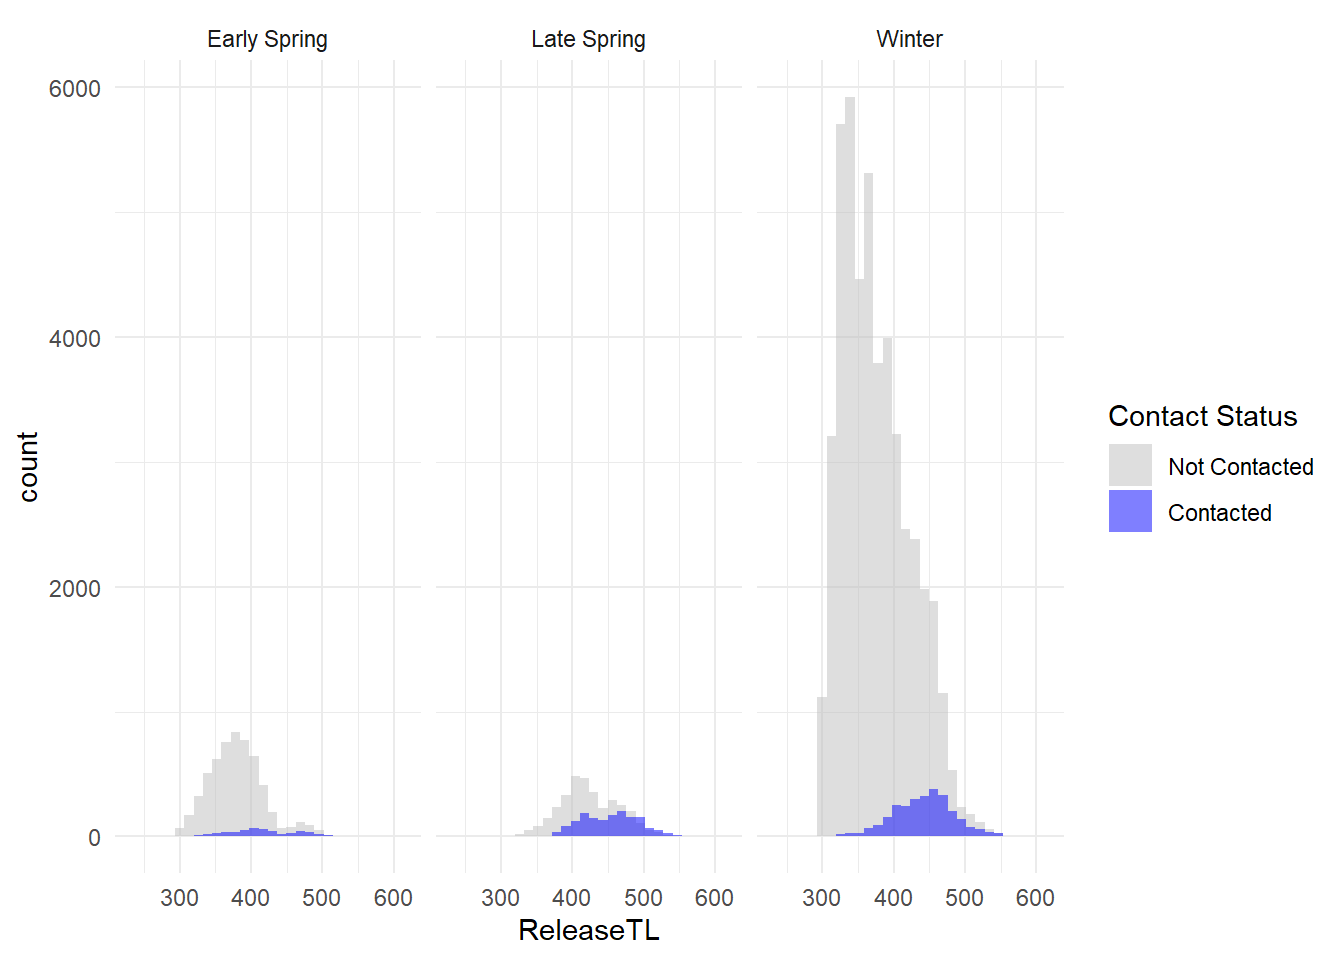 Early Spring Late Spring Winter
6000
4000
2000
0
count
300 400 500 600 300 400 500 600 300 400 500 600
ReleaseTL
Contact Status
Not Contacted
Contacted